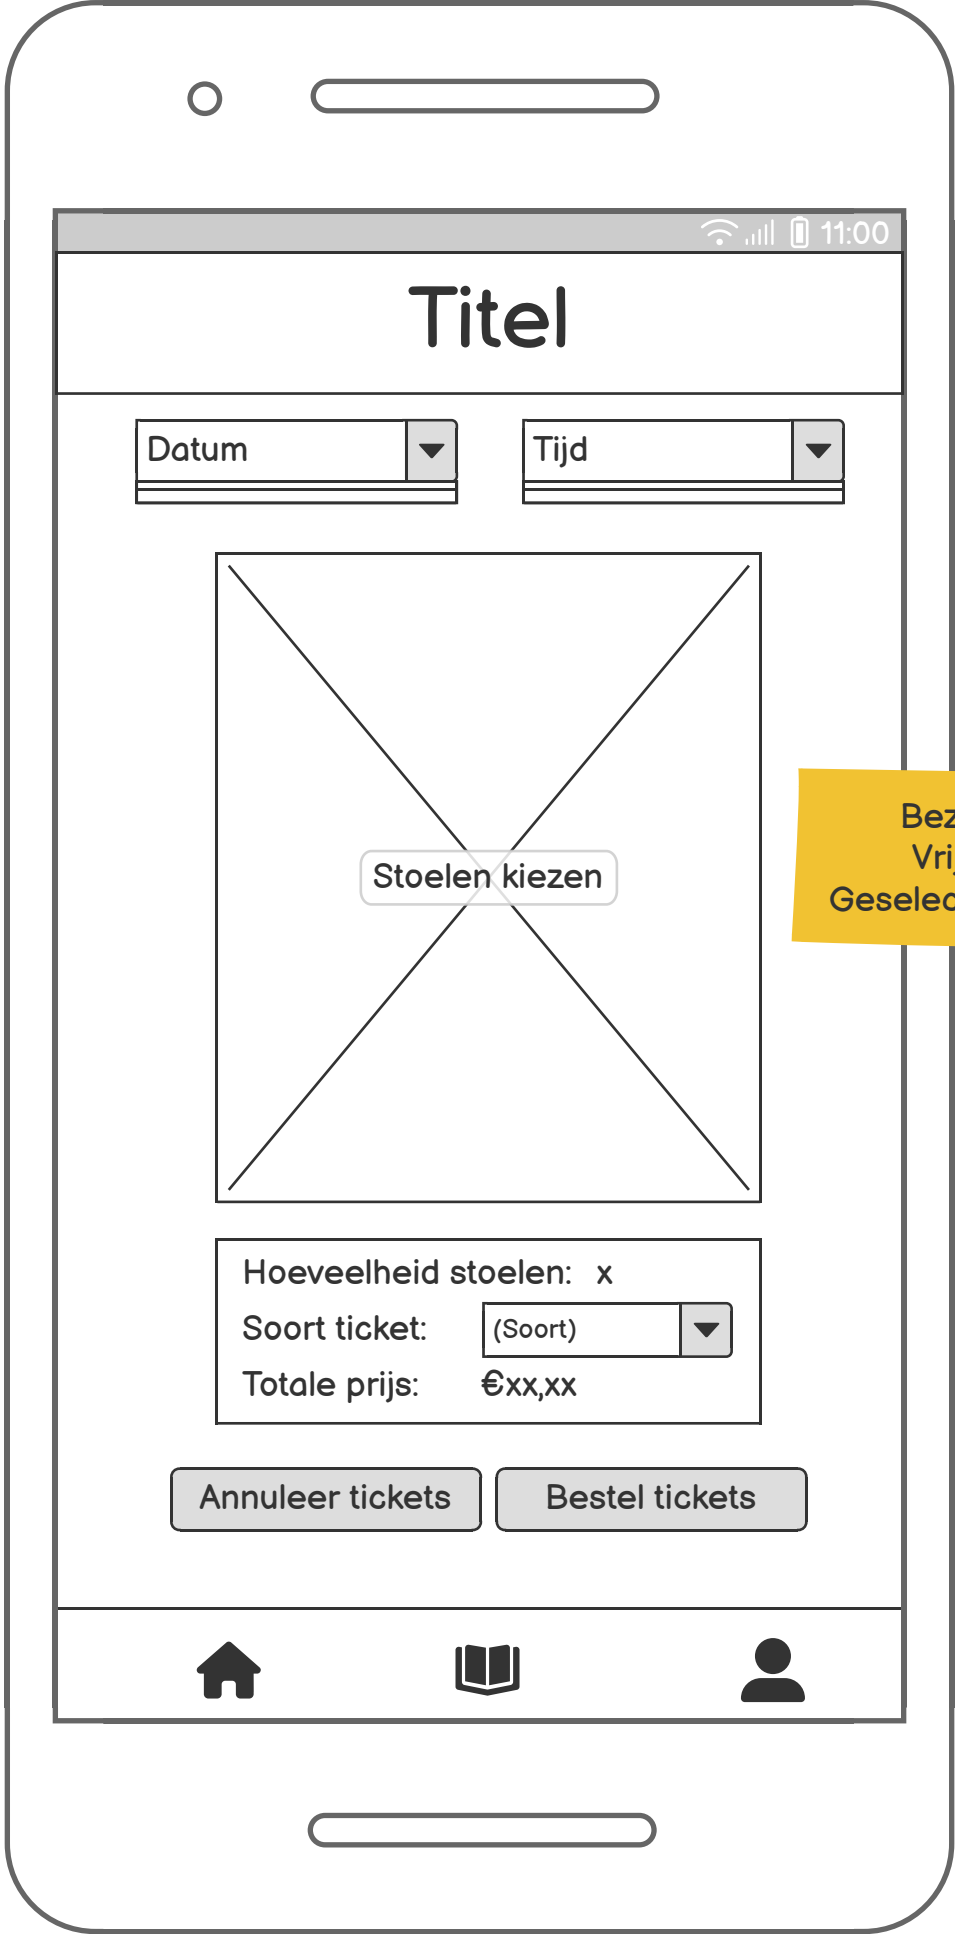 11:00
Titel
Datum
Tijd
Stoelen kiezen
Hoeveelheid stoelen: x
Soort ticket: (Soort)
Totale prijs: €xx,xx
Annuleer tickets
Bestel tickets